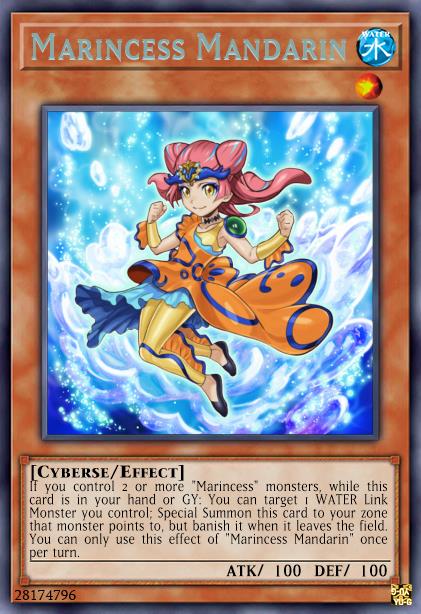 Marincess Mandarin
WATER
水
[Cyberse/Effect]
If you control 2 or more "Marincess" monsters, while this
card is in your hand or GY: You can target 1 WATER Link
Monster you control; Special Summon this card to your zone
that monster points to, but banish it when it leaves the field.
You can only use this effect of "Marincess Mandarin" once
per turn.
ATK/ 100 DEF/ 100
28174796